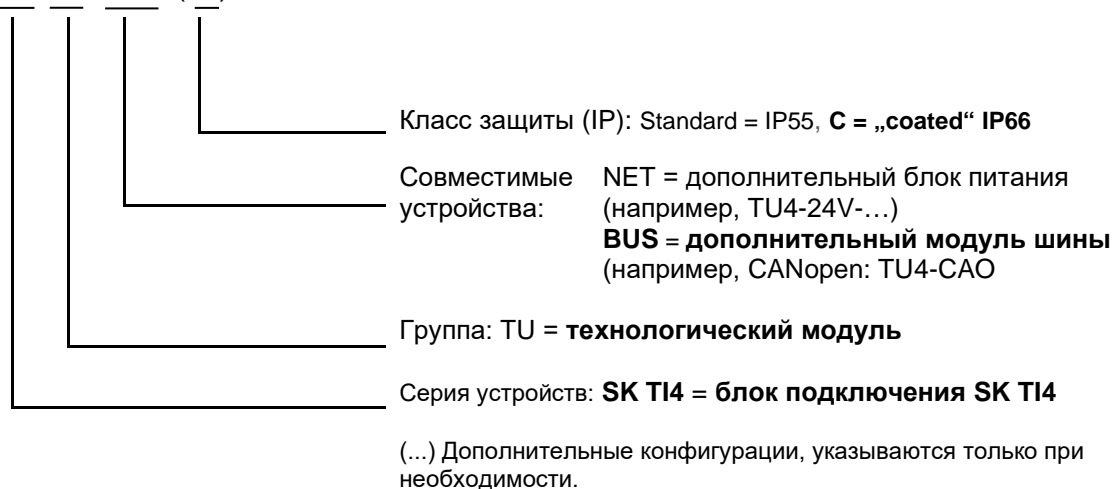 Класс защиты (IP): Standard = IP55, C = „coated“ IP66
Совместимые NET = дополнительный блок питания
устройства: (например, TU4-24V-…)
BUS = дополнительный модуль шины
(например, CANopen: TU4-CAO
Группа: TU = технологический модуль
Серия устройств: SK TI4 = блок подключения SK TI4
(...) Дополнительные конфигурации, указываются только при
необходимости.